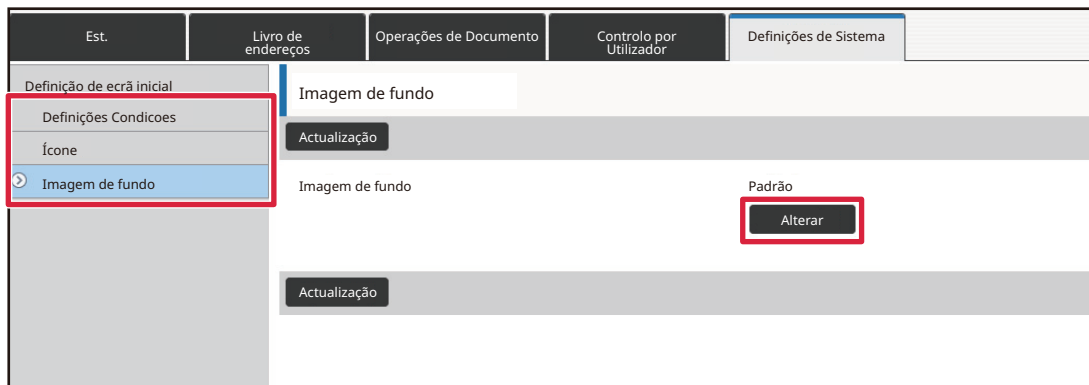 Est.
Livro de
endereços
Operações de Documento
Controlo por
Utilizador
Definições de Sistema
Definição de ecrã inicial
Definições Condicoes
Ícone
Imagem de fundo
Imagem de fundo
Actualização
Imagem de fundo
Padrão
Alterar
Actualização